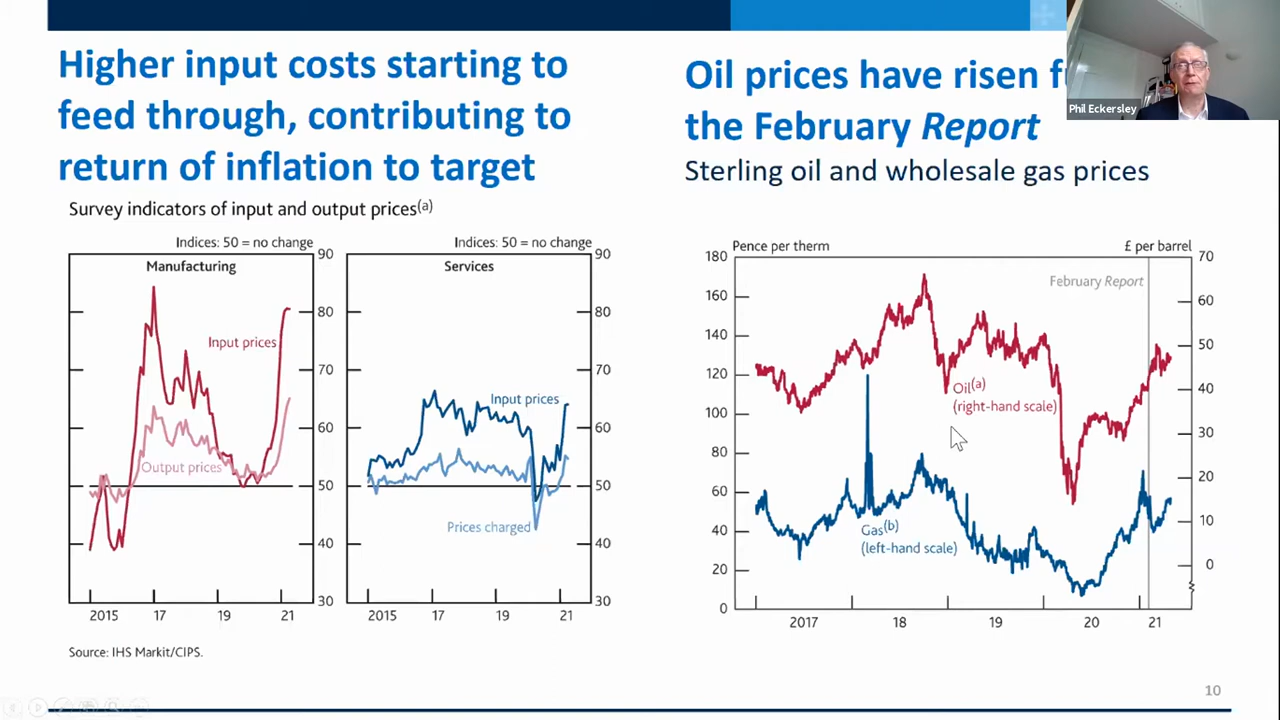 Higher input costs starting to
feed through, contributing to
return of inflation to target
Survey indicators of input and output prices(a)
Indices: 50 = no change
90
Manufacturing
80
Input prices
70
60
Output prices
50
40
30
2015
17
19
21
Indices: 50 = no change
90
Services
80
70
Input prices
60
50
Prices charged
40
30
2015
17
19
21
Source: IHS Markit/CIPS.
Oil prices have risen
the February Report
Sterling oil and wholesale gas prices
Pence per therm
£ per barrel
180
160
140
120
100
80
60
40
20
0
70
60
50
40
30
20
10
0
February Report
Oil(a)
(right-hand scale)
Gas(b)
(left-hand scale)
2017
18
19
20
21
Phil Eckersley
10